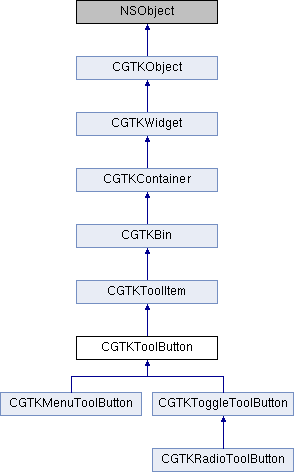 NSObject
CGTKObject
CGTKWidget
CGTKContainer
CGTKBin
CGTKToolItem
CGTKToolButton
CGTKMenuToolButton
CGTKToggleToolButton
CGTKRadioToolButton